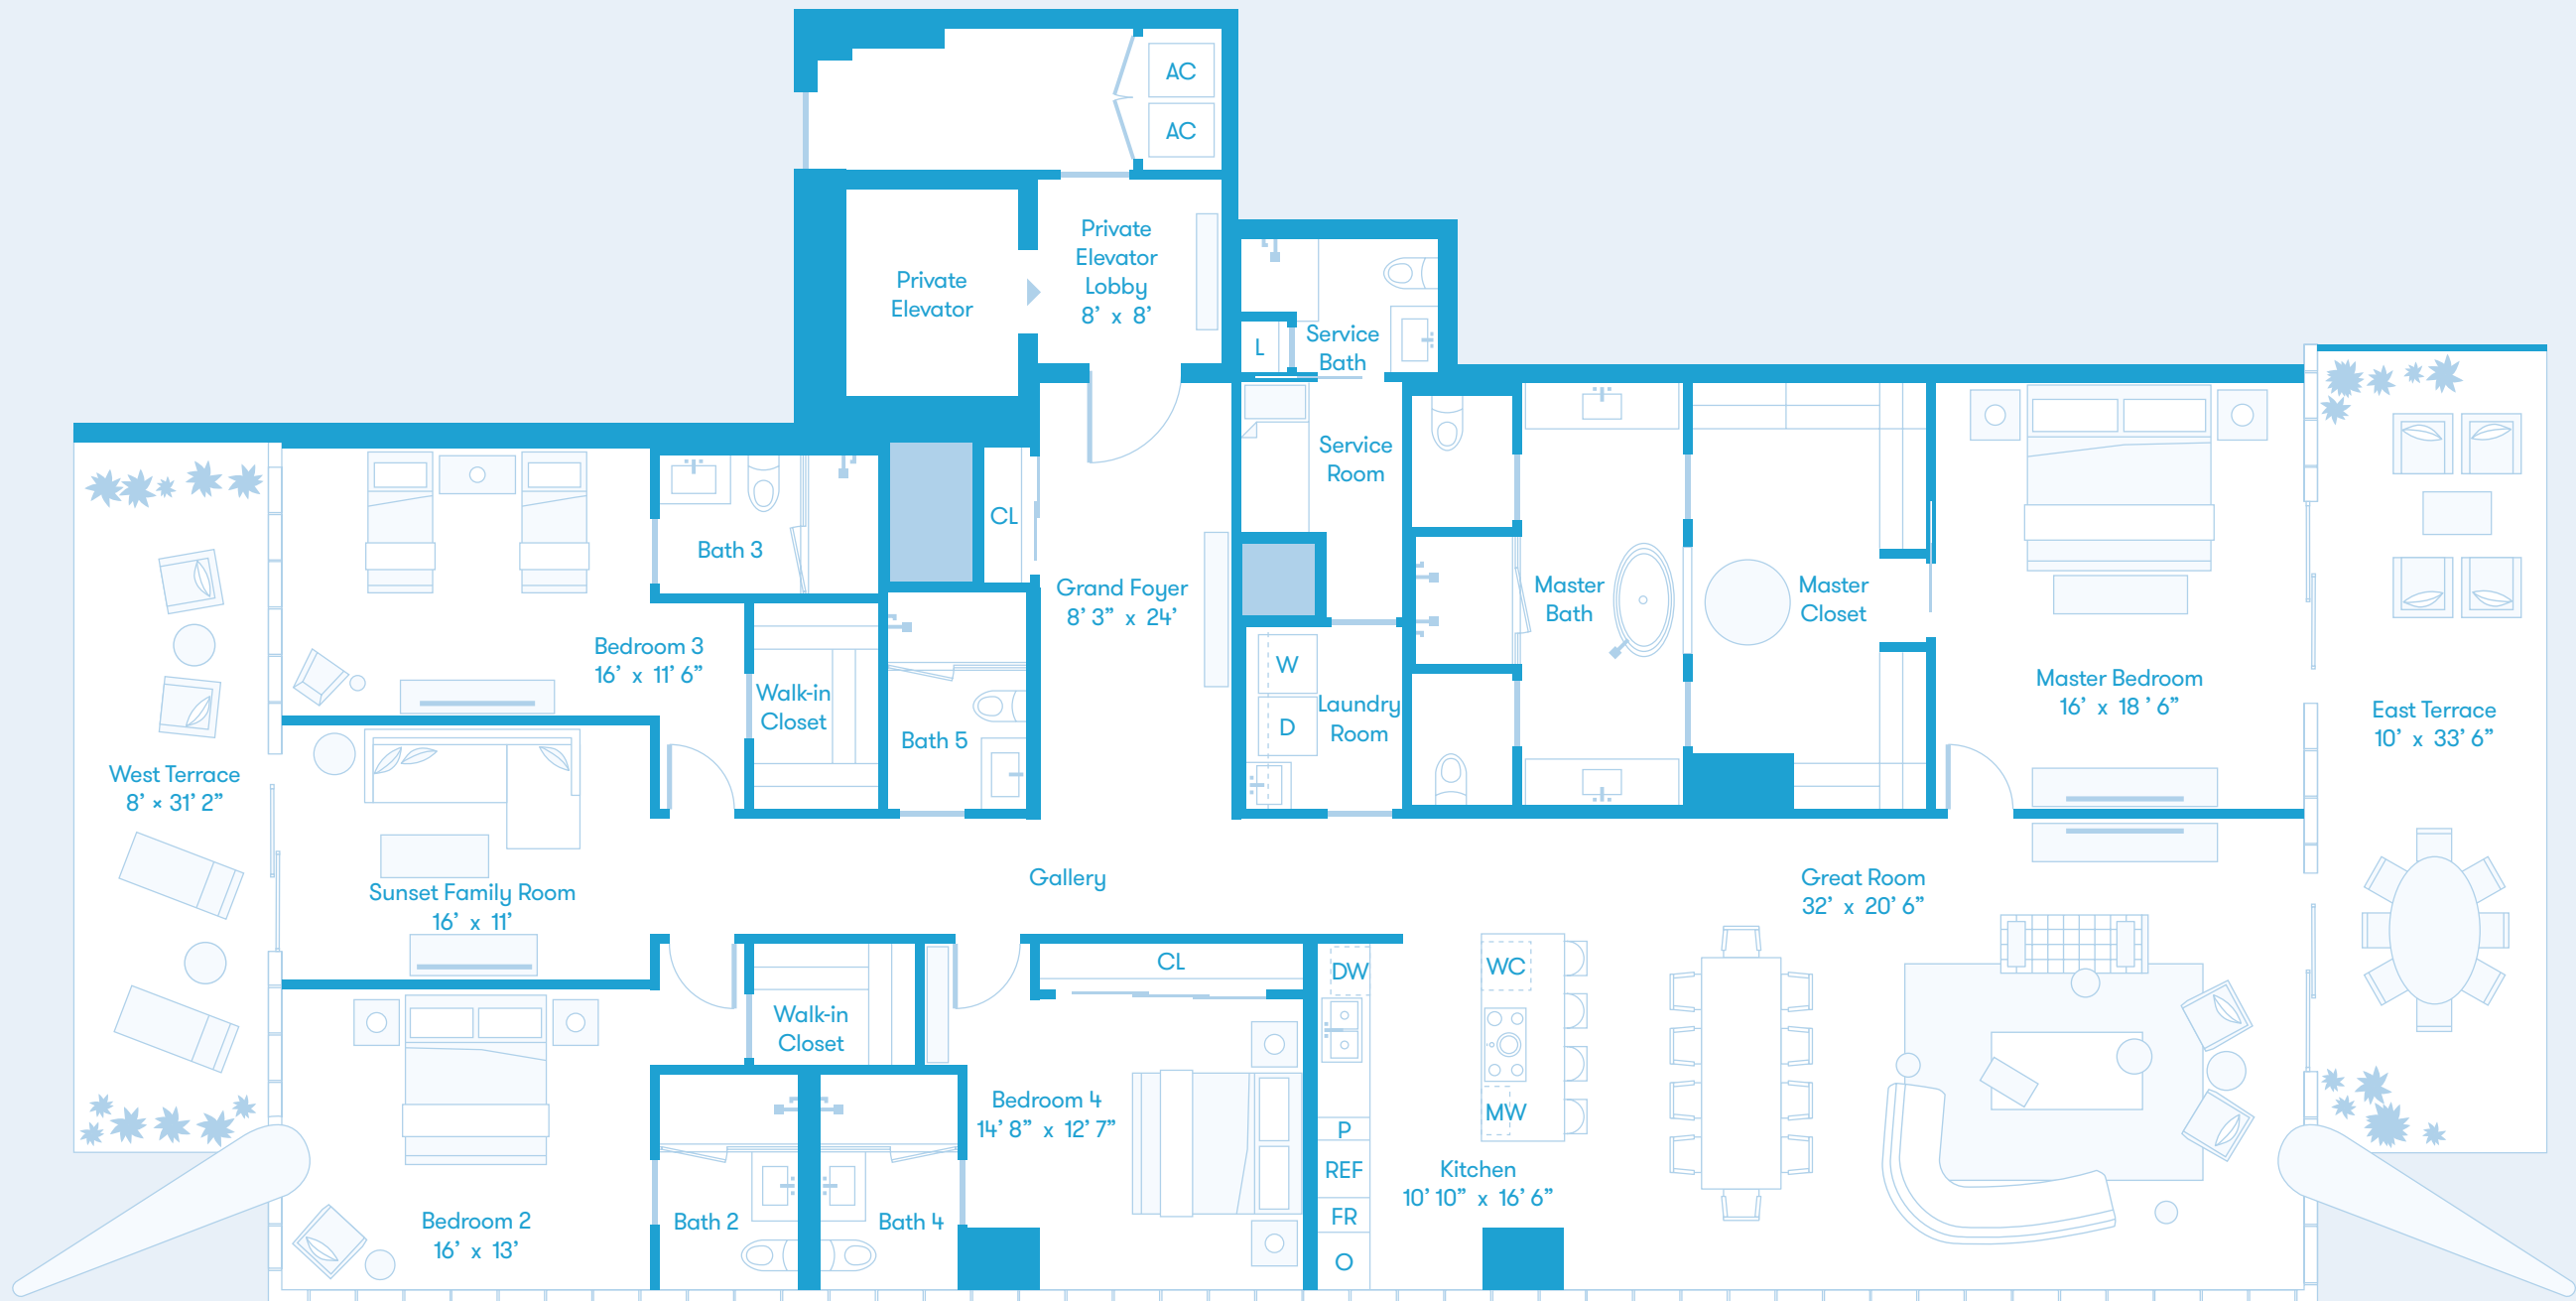 AC
AC
Private
Elevator
Lobby
8’ x 8’
Private
Elevator
L
Service
Bath
Service
Room
CL
Bath 3
Grand Foyer
8’ 3” x 24’
Master
Bath
Master
Closet
Bedroom 3
16’ x 11’ 6”
W
D
Laundry
Room
Walk-in
Closet
Bath 5
Master Bedroom
16’ x 18 ’ 6”
East Terrace
10’ x 33’ 6”
West Terrace
8’ × 31’ 2”
Sunset Family Room
16’ x 11’
Gallery
Great Room
32’ x 20’ 6”
CL
DW
WC
Walk-in
Closet
Bedroom 4
14’ 8” x 12’ 7”
MW
P
REF
FR
O
Kitchen
10’ 10” x 16’ 6”
Bedroom 2
16’ x 13’
Bath 2
Bath 4